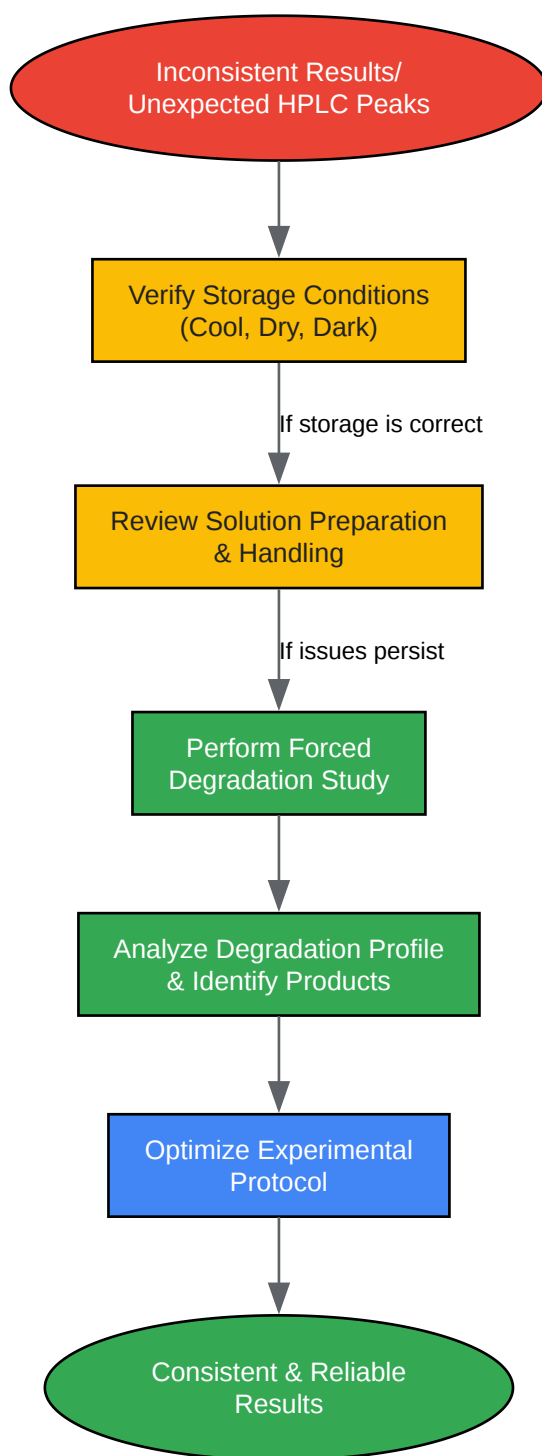 Inconsistent Results/
Unexpected HPLC Peaks
Verify Storage Conditions
(Cool, Dry, Dark)
If storage is correct
Review Solution Preparation
& Handling
If issues persist
Perform Forced
Degradation Study
Analyze Degradation Profile
& Identify Products
Optimize Experimental
Protocol
Consistent & Reliable
Results